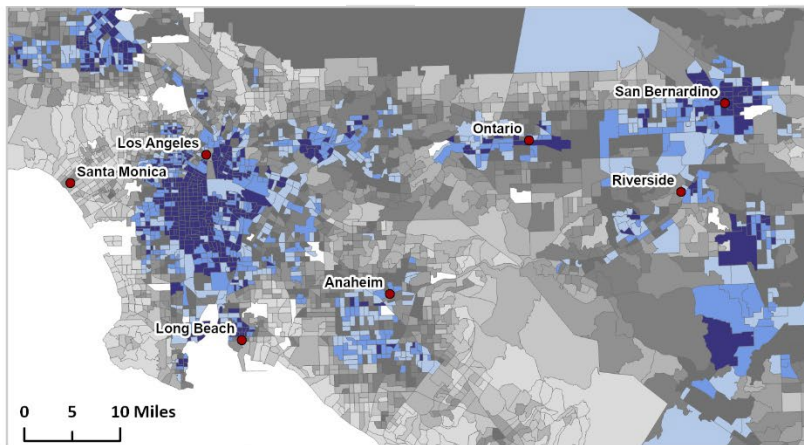 San Bernardino
Ontario
Los Angeles
Santa Monica
Riverside
Anaheim
Long Beach
0 5 10 Miles